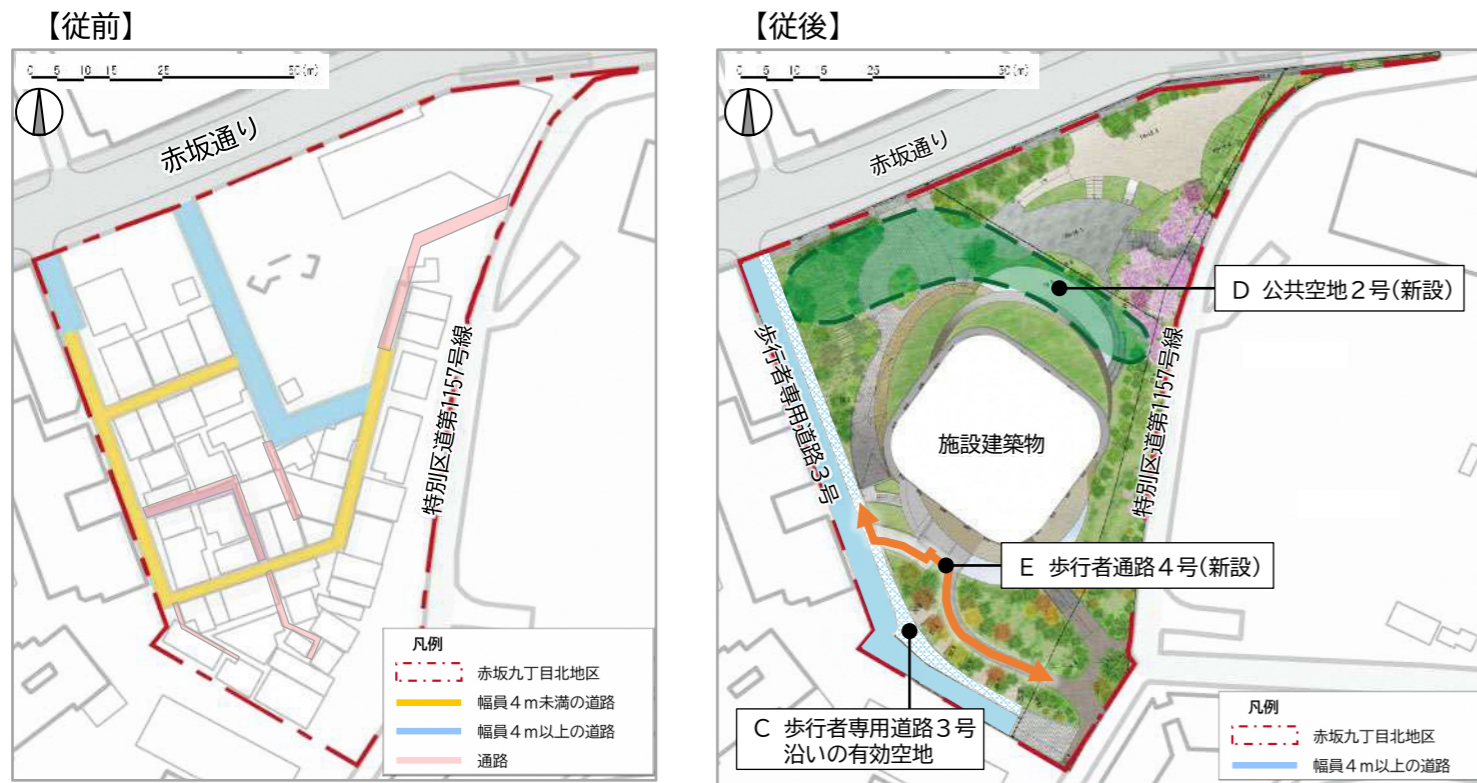 【従前】
0 5 10 15 25 50(m)
赤坂通り
特別区道第1157号線
凡例
赤坂九丁目北地区
幅員4m未満の道路
幅員4m以上の道路
通路
【従後】
0 5 10 5 25 50(m)
赤坂通り
D 公共空地2号(新設)
歩行者専用道路3号
特別区道第1157号線
施設建築物
E 歩行者通路4号(新設)
C 歩行者専用道路3号
沿いの有効空地
凡例
赤坂九丁目北地区
幅員4m以上の道路